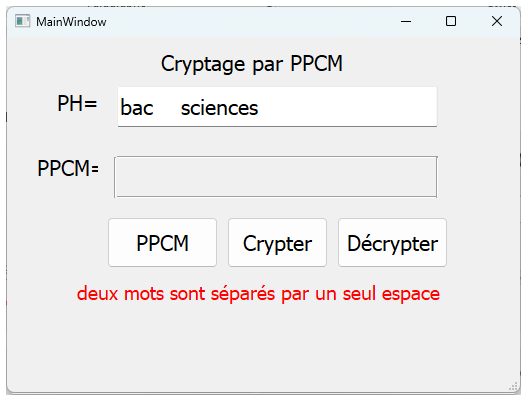 MainWindow
Cryptage par PPCM
PH= bac    sciences
PPCM=
PPCM Crypter Décrypter
deux mots sont séparés par un seul espace